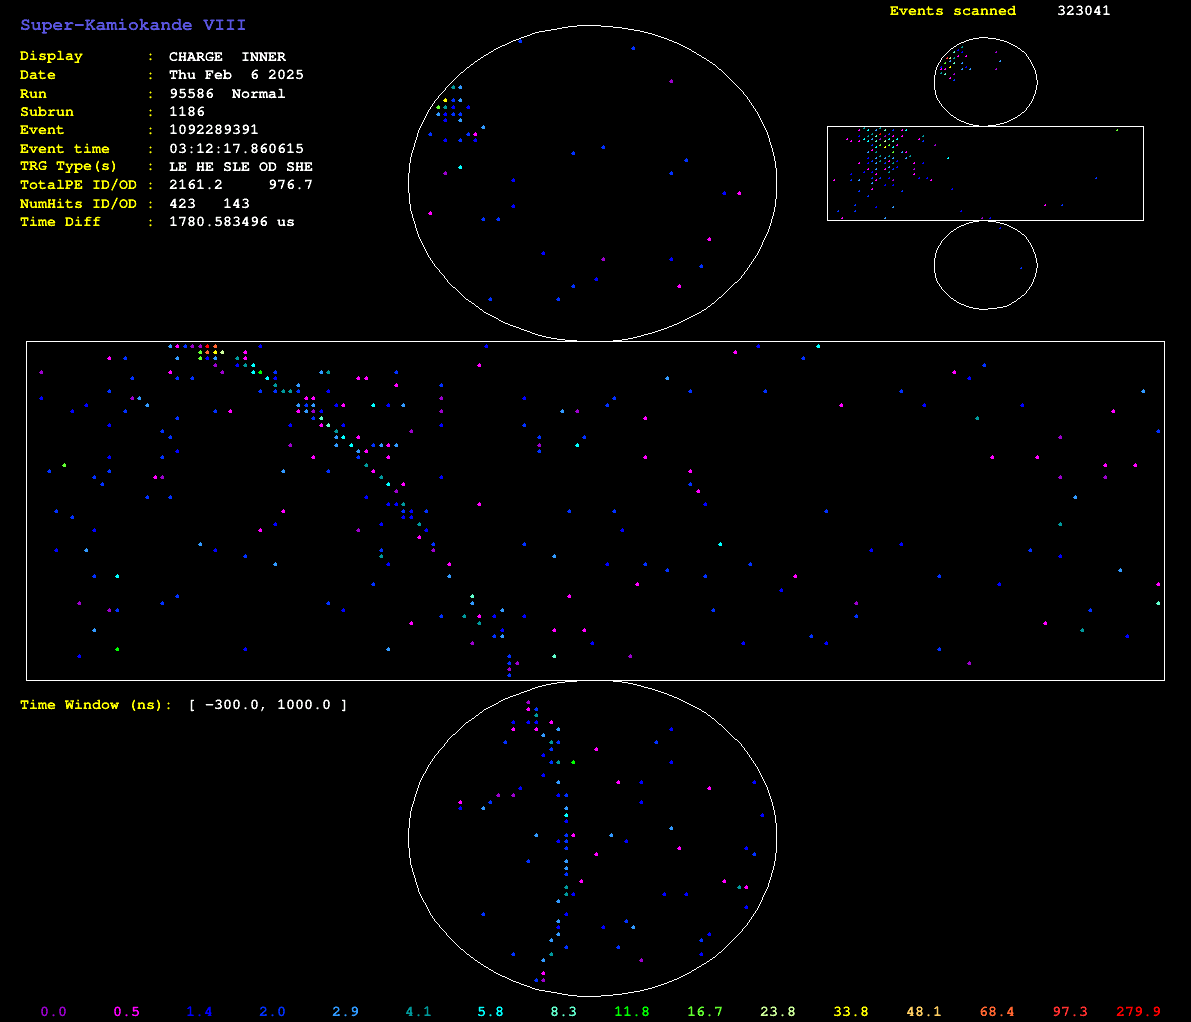 Super-Kamiokande VIII
Events scanned 323041
Display : CHARGE INNER
Date : Thu Feb 6 2025
Run : 95586 Normal
Subrun : 1186
Event : 1092289391
Event time : 03:12:17.860615
TRG Type(s) : LE HE SLE OD SHE
TotalPE ID/OD : 2161.2 976.7
NumHits ID/OD : 423 143
Time Diff : 1780.583496 us
Time Window (ns): [ -300.0, 1000.0 ]
0.0 0.5 1.4 2.0 2.9 4.1 5.8 8.3 11.8 16.7 23.8 33.8 48.1 68.4 97.3 279.9